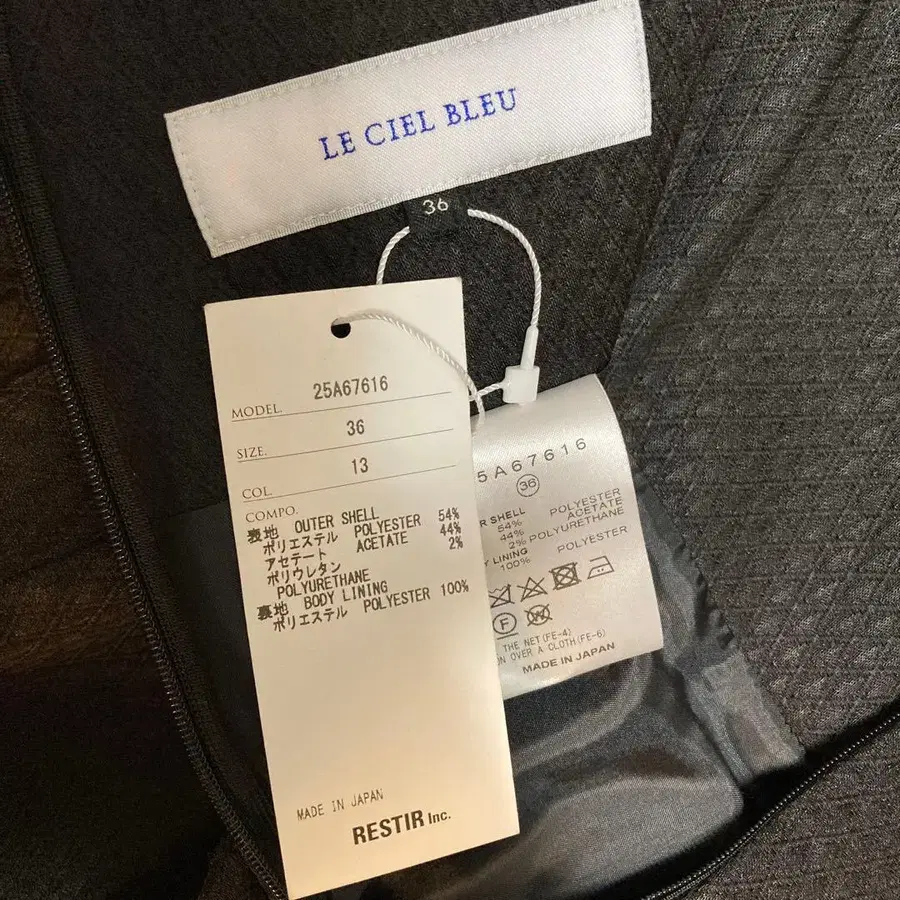 LE CIEL BLEU
36
MODEL. 25A67616
SIZE. 36
COL. 13
COMPO.
表地 OUTER SHELL
ポリエステル POLYESTER 54%
アセテート ACETATE 44%
ポリウレタン 2%
POLYURETHANE
裏地 BODY LINING
ポリエステル POLYESTER 100%
MADE IN JAPAN
RESTIR Inc.
5A67616
36
SHELL
54% POLYESTER
44% ACETATE
2% POLYURETHANE
LINING
100% POLYESTER
F
W
THE NET(FE-4)
ON OVER A CLOTH(FE-6)
MADE IN JAPAN